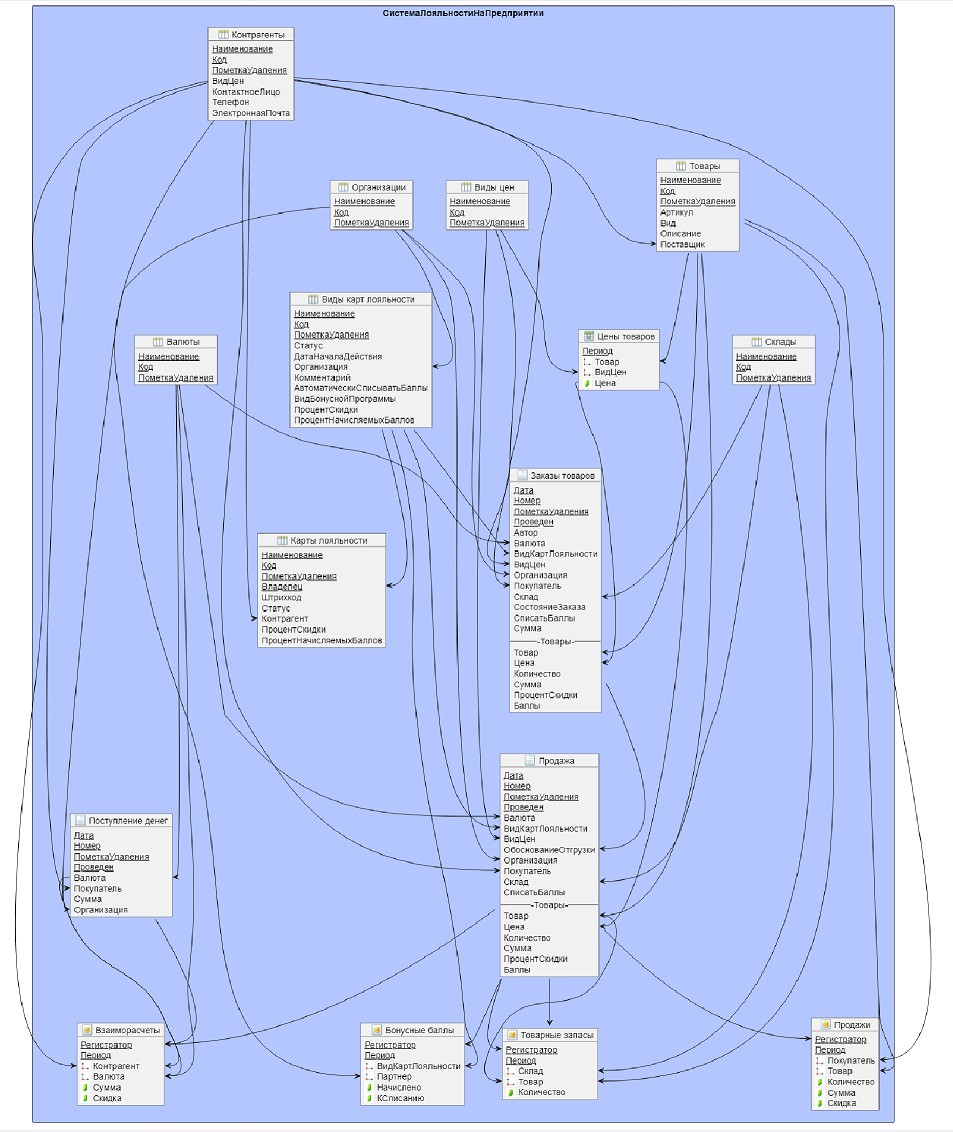 СистемаЛояльностиНаПредприятии
Контрагенты
Наименование
Код
ПометкаУдаления
ВидЦен
КонтактноеЛицо
Телефон
ЭлектроннаяПочта
Товары
Наименование
Код
ПометкаУдаления
Артикул
Вид
Описание
Поставщик
Организации
Наименование
Код
ПометкаУдаления
Виды цен
Наименование
Код
ПометкаУдаления
Виды карт лояльности
Наименование
Код
ПометкаУдаления
Статус
ДатаНачалаДействия
Организация
Комментарий
АвтоматическиСписыватьБаллы
ВидБонуснойПрограммы
ПроцентСкидки
ПроцентНачисляемыхБаллов
Валюты
Наименование
Код
ПометкаУдаления
Цены товаров
Период
Товар
ВидЦен
Цена
Склады
Наименование
Код
ПометкаУдаления
Заказы товаров
Дата
Номер
ПометкаУдаления
Проведен
Автор
Валюта
ВидКартЛояльности
ВидЦен
Организация
Покупатель
Склад
СостояниеЗаказа
СписатьБаллы
Сумма
-Товары-
Товар
Цена
Количество
Сумма
ПроцентСкидки
Баллы
Карты лояльности
Наименование
Код
ПометкаУдаления
Владелец
Штрихкод
Статус
Контрагент
ПроцентСкидки
ПроцентНачисляемыхБаллов
Продажа
Дата
Номер
ПометкаУдаления
Проведен
Валюта
ВидКартЛояльности
ВидЦен
ОбоснованиеОтгрузки
Организация
Покупатель
Склад
СписатьБаллы
-Товары-
Товар
Цена
Количество
Сумма
ПроцентСкидки
Баллы
Поступление денег
Дата
Номер
ПометкаУдаления
Проведен
Валюта
Покупатель
Сумма
Организация
Взаиморасчеты
Регистратор
Период
Контрагент
Валюта
Сумма
Скидка
Бонусные баллы
Регистратор
Период
ВидКартЛояльности
Партнер
Начислено
КСписанию
Товарные запасы
Регистратор
Период
Склад
Товар
Количество
Продажи
Регистратор
Период
Покупатель
Товар
Количество
Сумма
Скидка